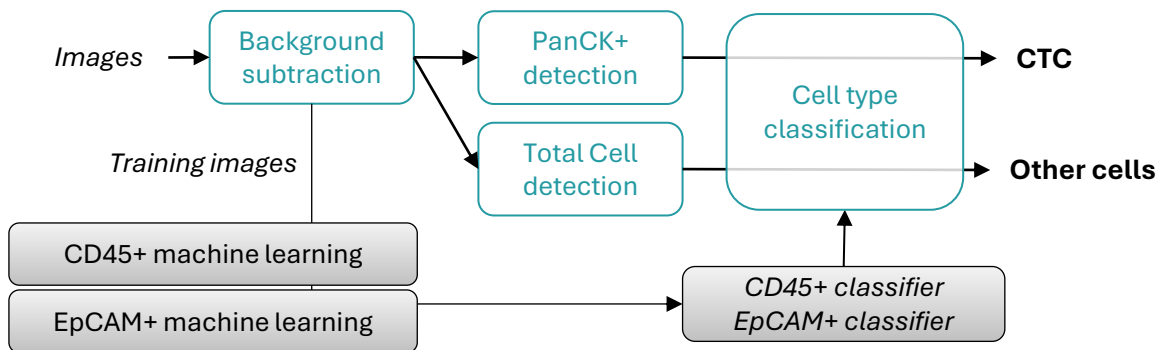 Images
Background
subtraction
PanCK+
detection
Cell type
classification
CTC
Total Cell
detection
Other cells
Training images
CD45+ machine learning
EpCAM+ machine learning
CD45+ classifier
EpCAM+ classifier